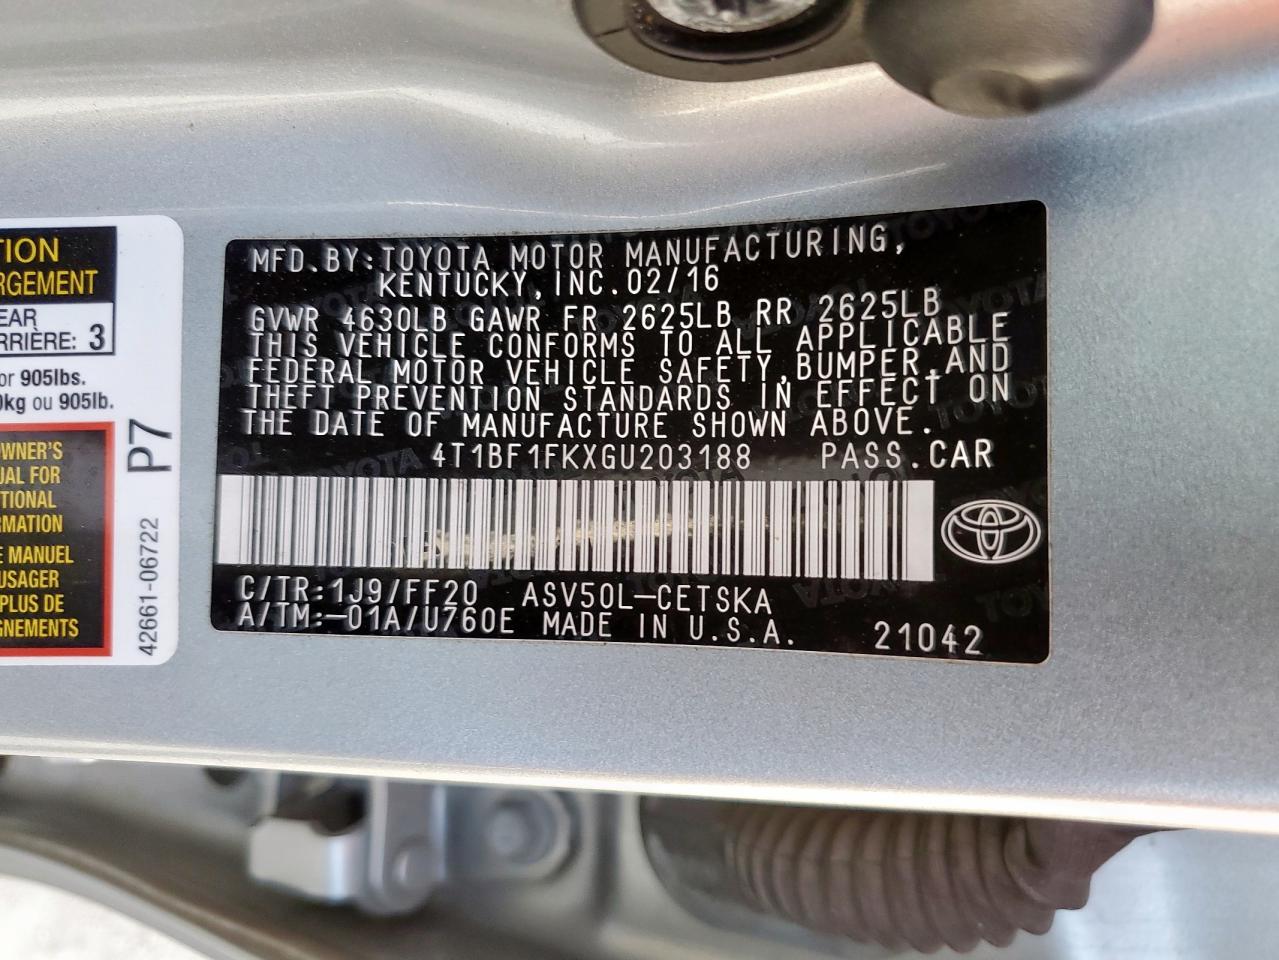 TION
RGEMENT
EAR
RRIÈRE: 3
or 905lbs.
0kg ou 905lb.
OWNER'S
UAL FOR
TIONAL
RMATION
E MANUEL
USAGER
PLUS DE
GNEMENTS
P7
42661-06722
MFD.BY:TOYOTA MOTOR MANUFACTURING,
KENTUCKY,INC.02/16
GVWR 4630LB GAWR FR 2625LB RR 2625LB
THIS VEHICLE CONFORMS TO ALL APPLICABLE
FEDERAL MOTOR VEHICLE SAFETY,BUMPER,AND
THEFT PREVENTION STANDARDS IN EFFECT ON
THE DATE OF MANUFACTURE SHOWN ABOVE.
4T1BF1FKXGU203188 PASS.CAR
C/TR:1J9/FF20 ASV50L-CETSKA
A/TM:-01A/U760E MADE IN U.S.A. 21042